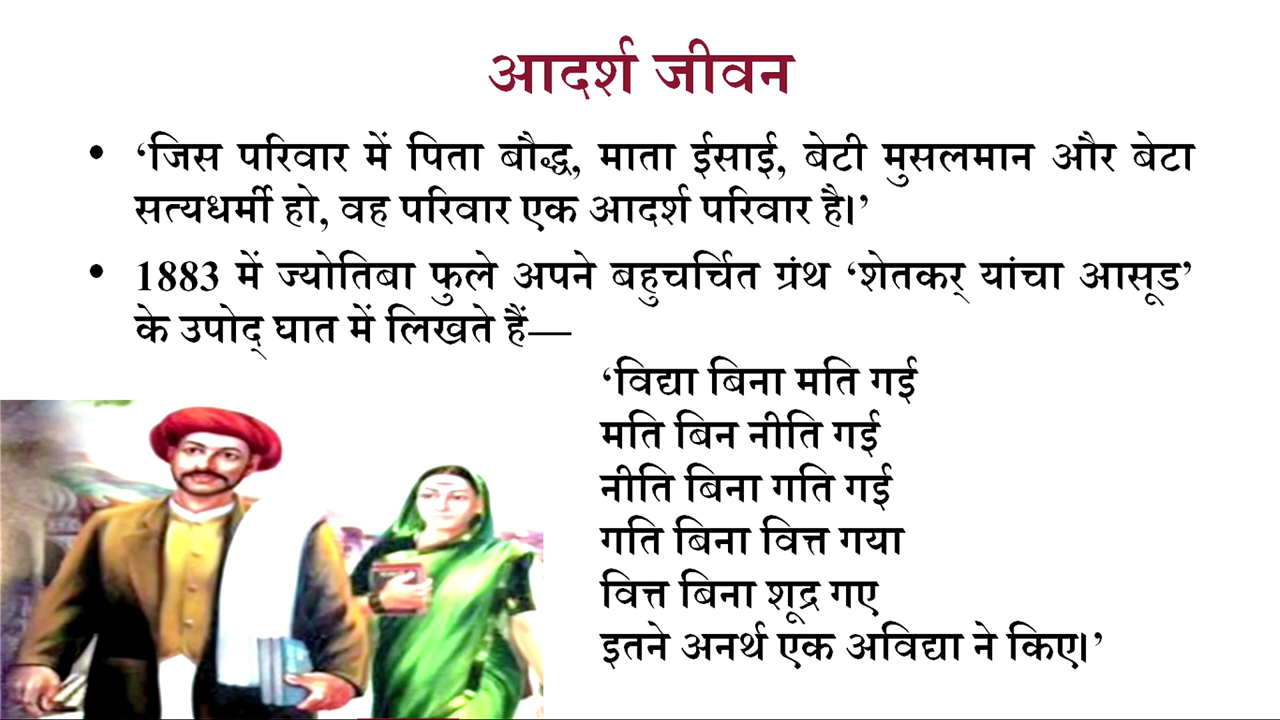 आदर्श जीवन
• ‘जिस परिवार में पिता बौद्ध, माता ईसाई, बेटी मुसलमान और बेटा
सत्यधर्मी हो, वह परिवार एक आदर्श परिवार है।’
• 1883 में ज्योतिबा फुले अपने बहुचर्चित ग्रंथ ‘शेतकर् यांचा आसूड’
के उपोद् घात में लिखते हैं—
‘विद्या बिना मति गई
मति बिन नीति गई
नीति बिना गति गई
गति बिना वित्त गया
वित्त बिना शूद्र गए
इतने अनर्थ एक अविद्या ने किए।’